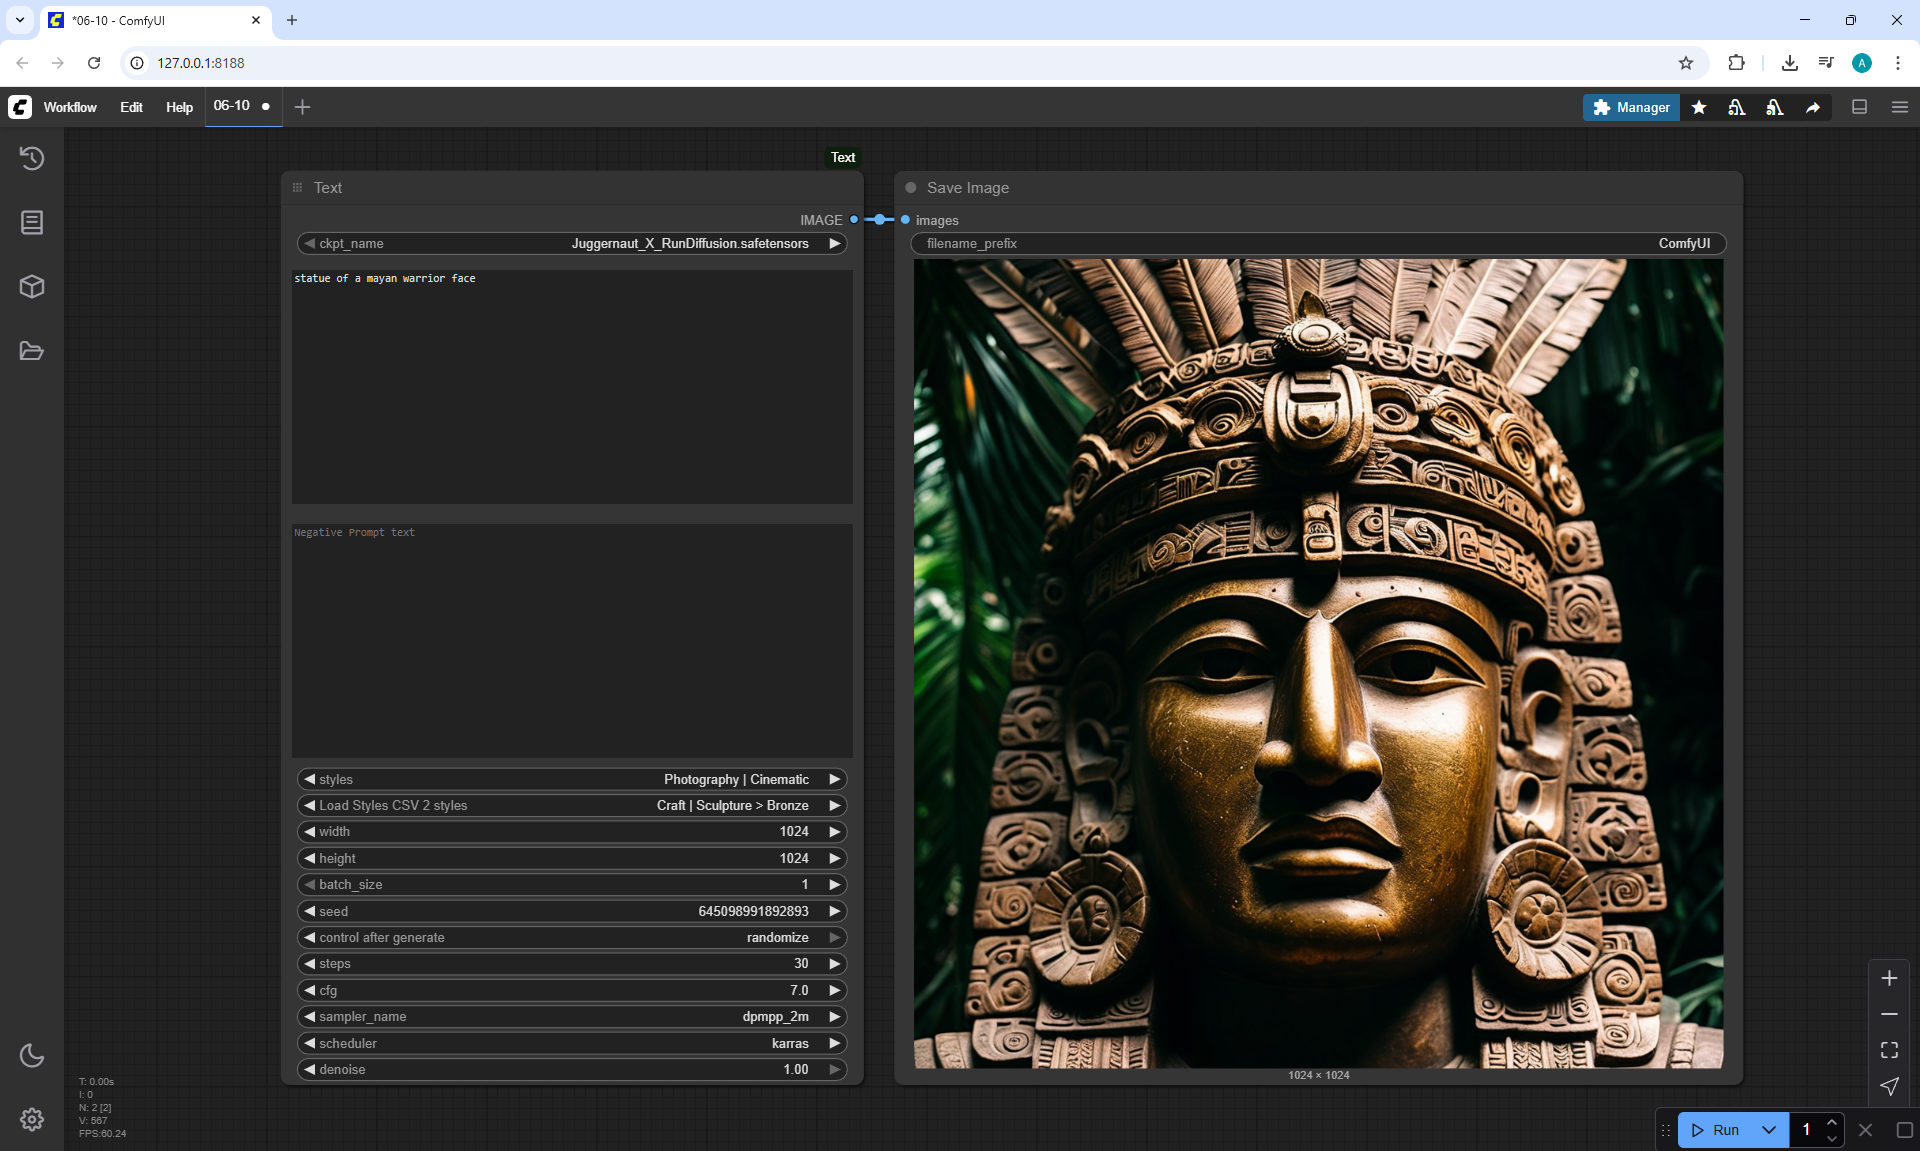 *06-10 - ComfyUI
127.0.0.1:8188
A
Workflow Edit Help 06-10
Manager
Text
Text
IMAGE
ckpt_name Juggernaut_X_RunDiffusion.safetensors
statue of a mayan warrior face
Negative Prompt text
styles Photography | Cinematic
Load Styles CSV 2 styles Craft | Sculpture > Bronze
width 1024
height 1024
batch_size 1
seed 645098991892893
control after generate randomize
steps 30
cfg 7.0
sampler_name dpmpp_2m
scheduler karras
denoise 1.00
Save Image
images
filename_prefix ComfyUI
1024 × 1024
T: 0.00s
I: 0
N: 2 [2]
V: 567
FPS:60.24
Run 1